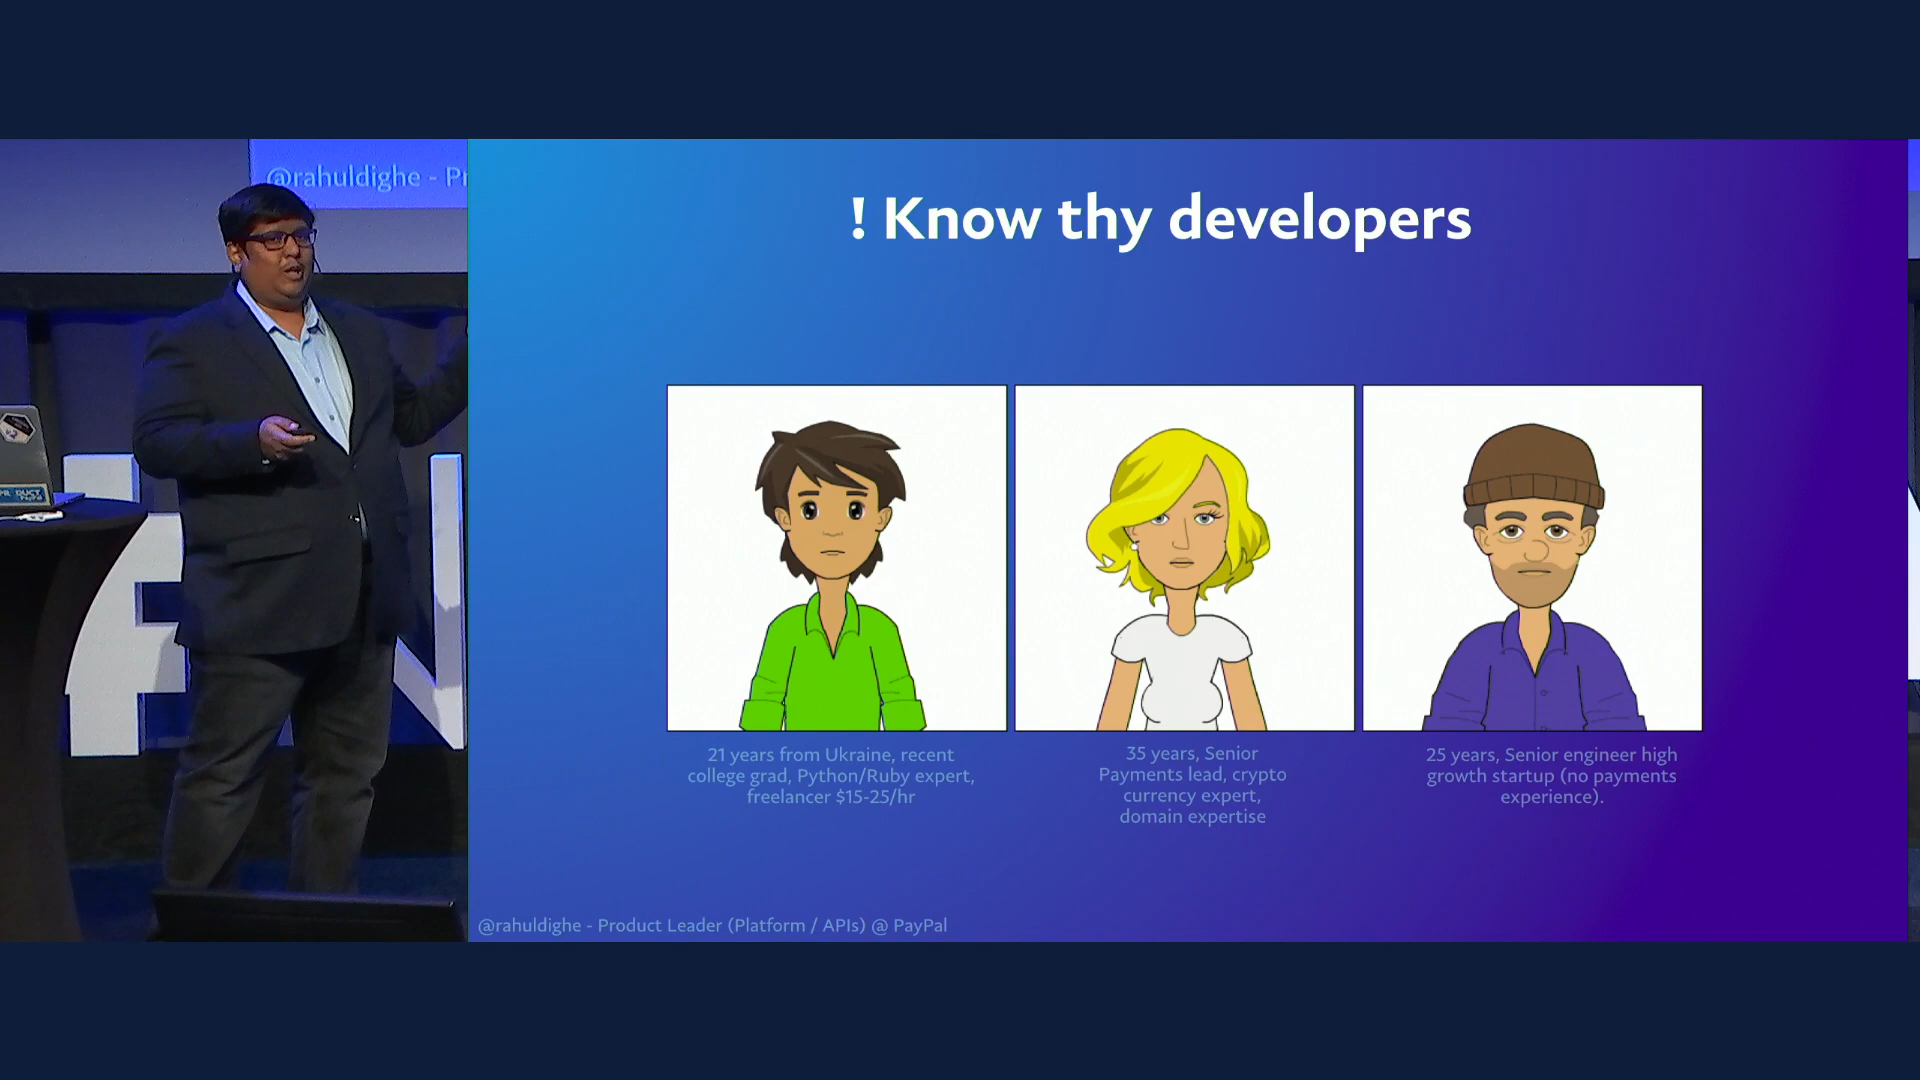 @rahuldighe - Pr
! Know thy developers
21 years from Ukraine, recent
college grad, Python/Ruby expert,
freelancer $15-25/hr
35 years, Senior
Payments lead, crypto
currency expert,
domain expertise
25 years, Senior engineer high
growth startup (no payments
experience).
@rahuldighe - Product Leader (Platform / APIs) @ PayPal